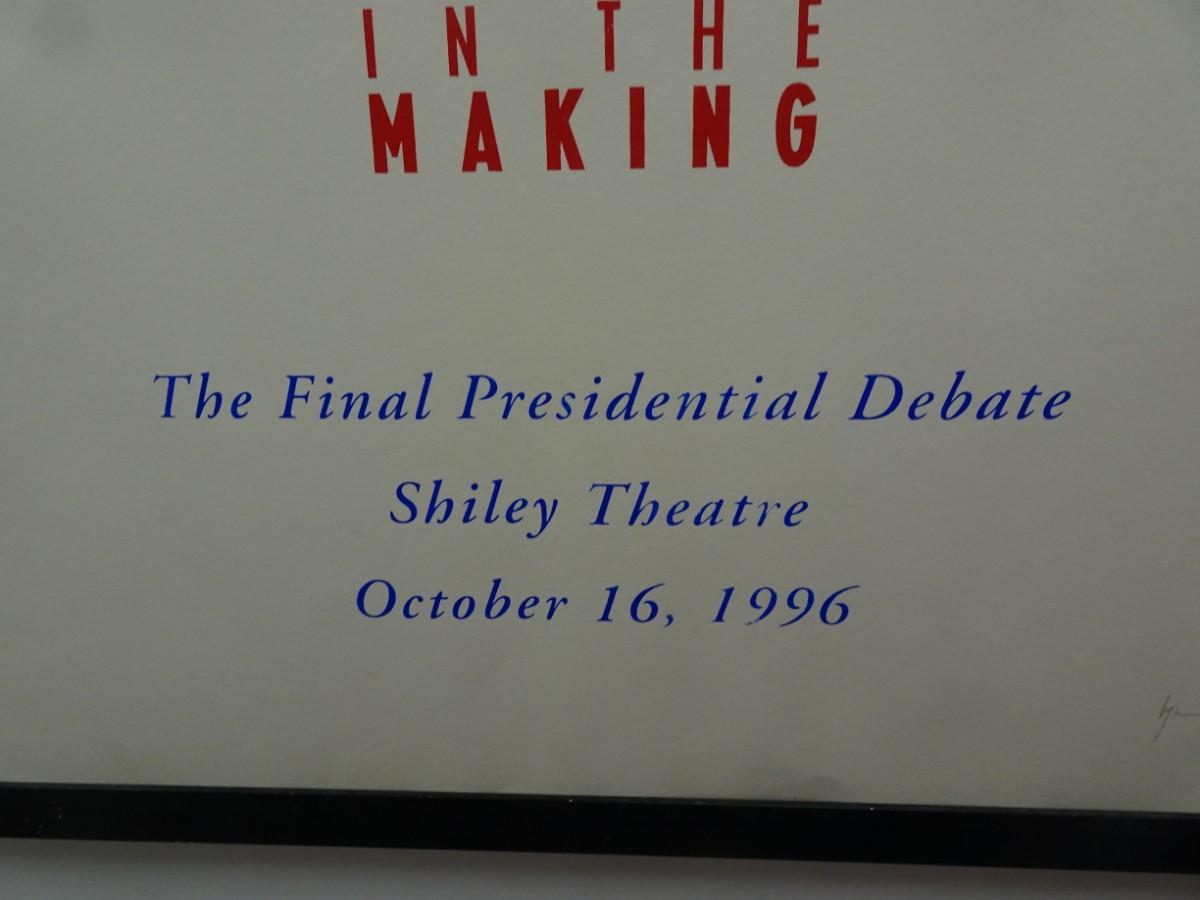 IN THE
MAKING
The Final Presidential Debate
Shiley Theatre
October 16, 1996